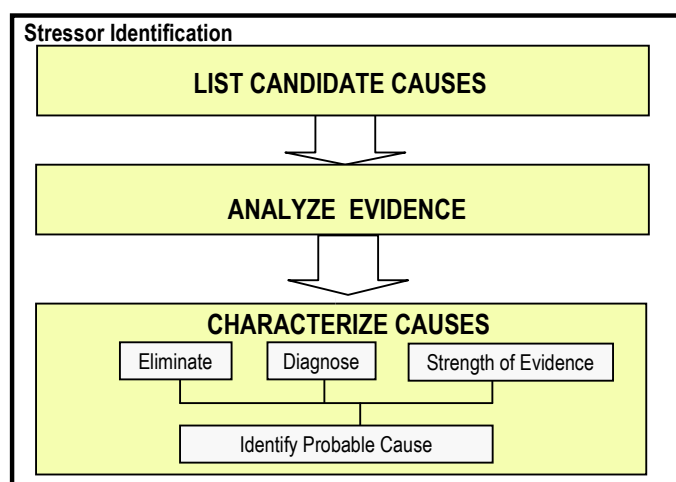 Stressor Identification
LIST CANDIDATE CAUSES
ANALYZE EVIDENCE
CHARACTERIZE CAUSES
Eliminate
Diagnose
Strength of Evidence
Identify Probable Cause